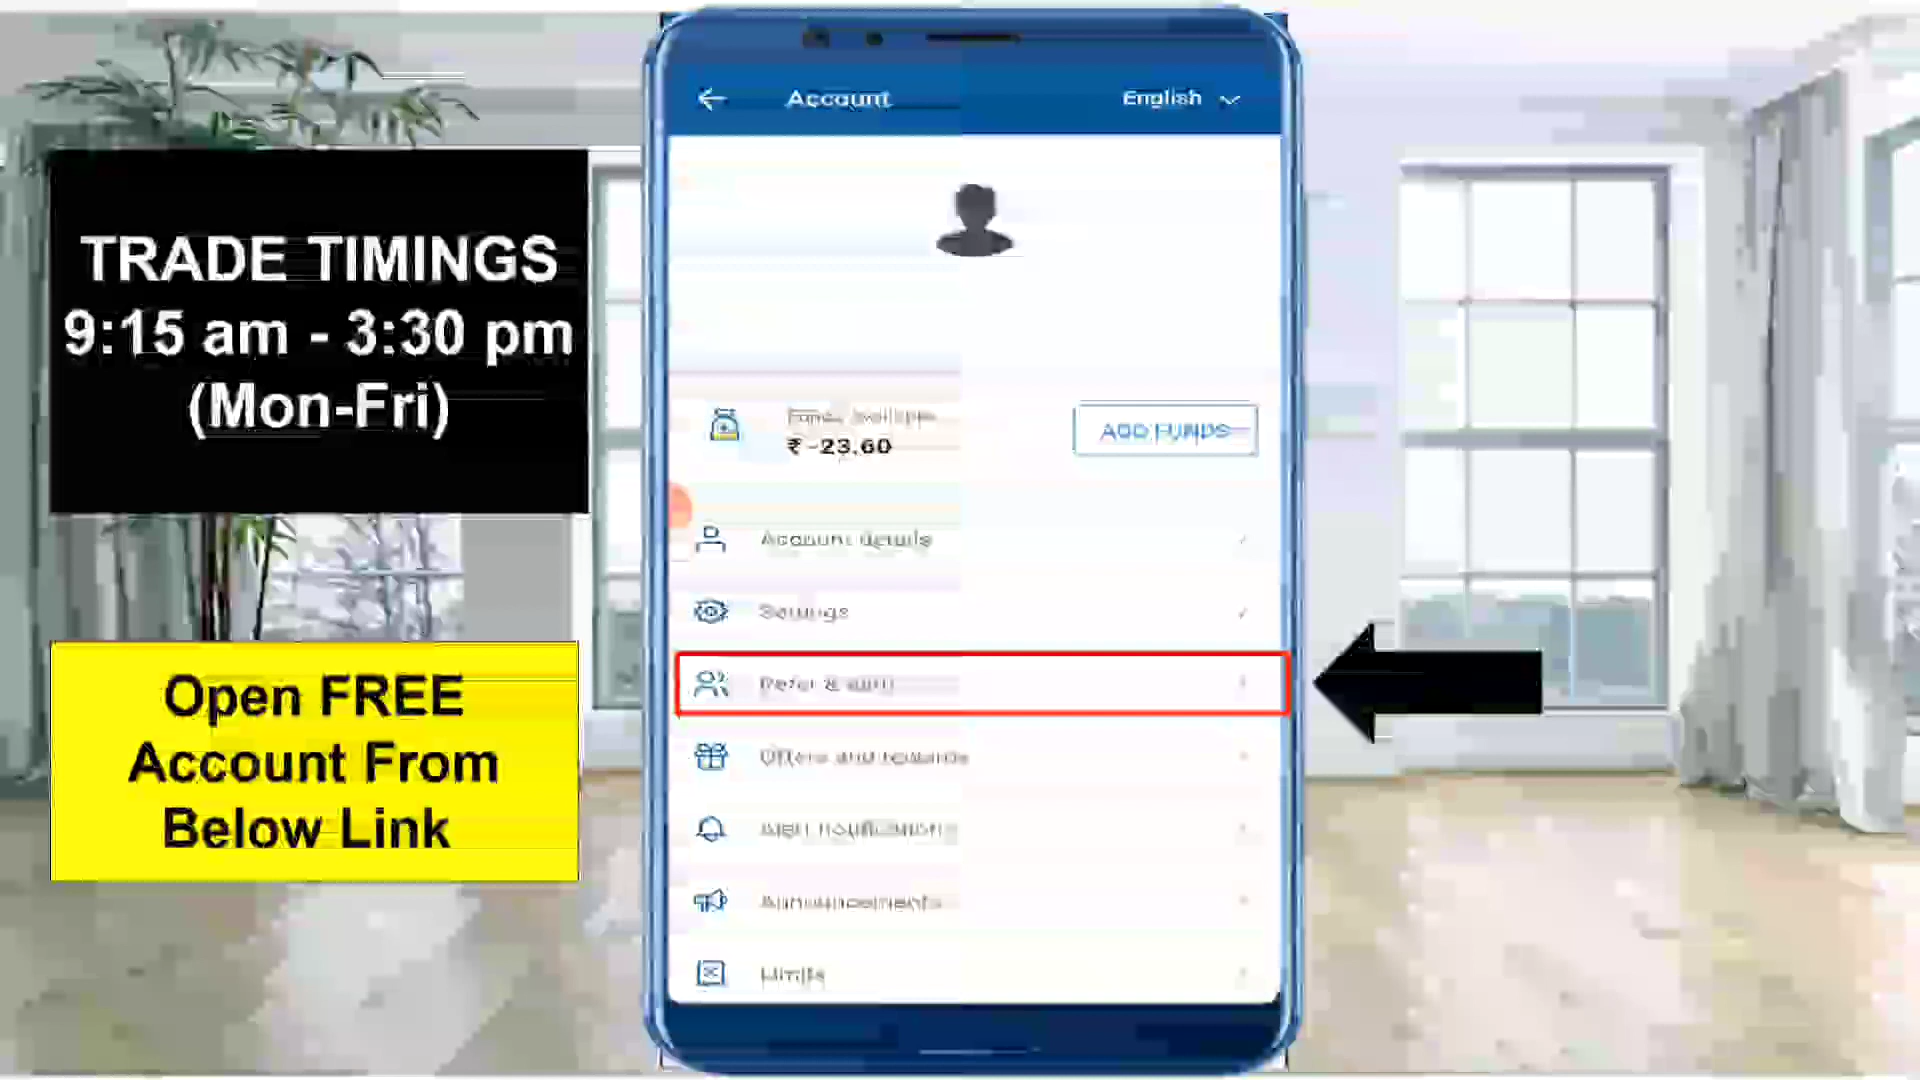 TRADE TIMINGS
9:15 am - 3:30 pm
(Mon-Fri)
Open FREE
Account From
Below Link
Account
English
₹ -23.60
ADD FUNDS
Account details
Settings
Refer & earn
Offers and rewards
Announcements
Limits